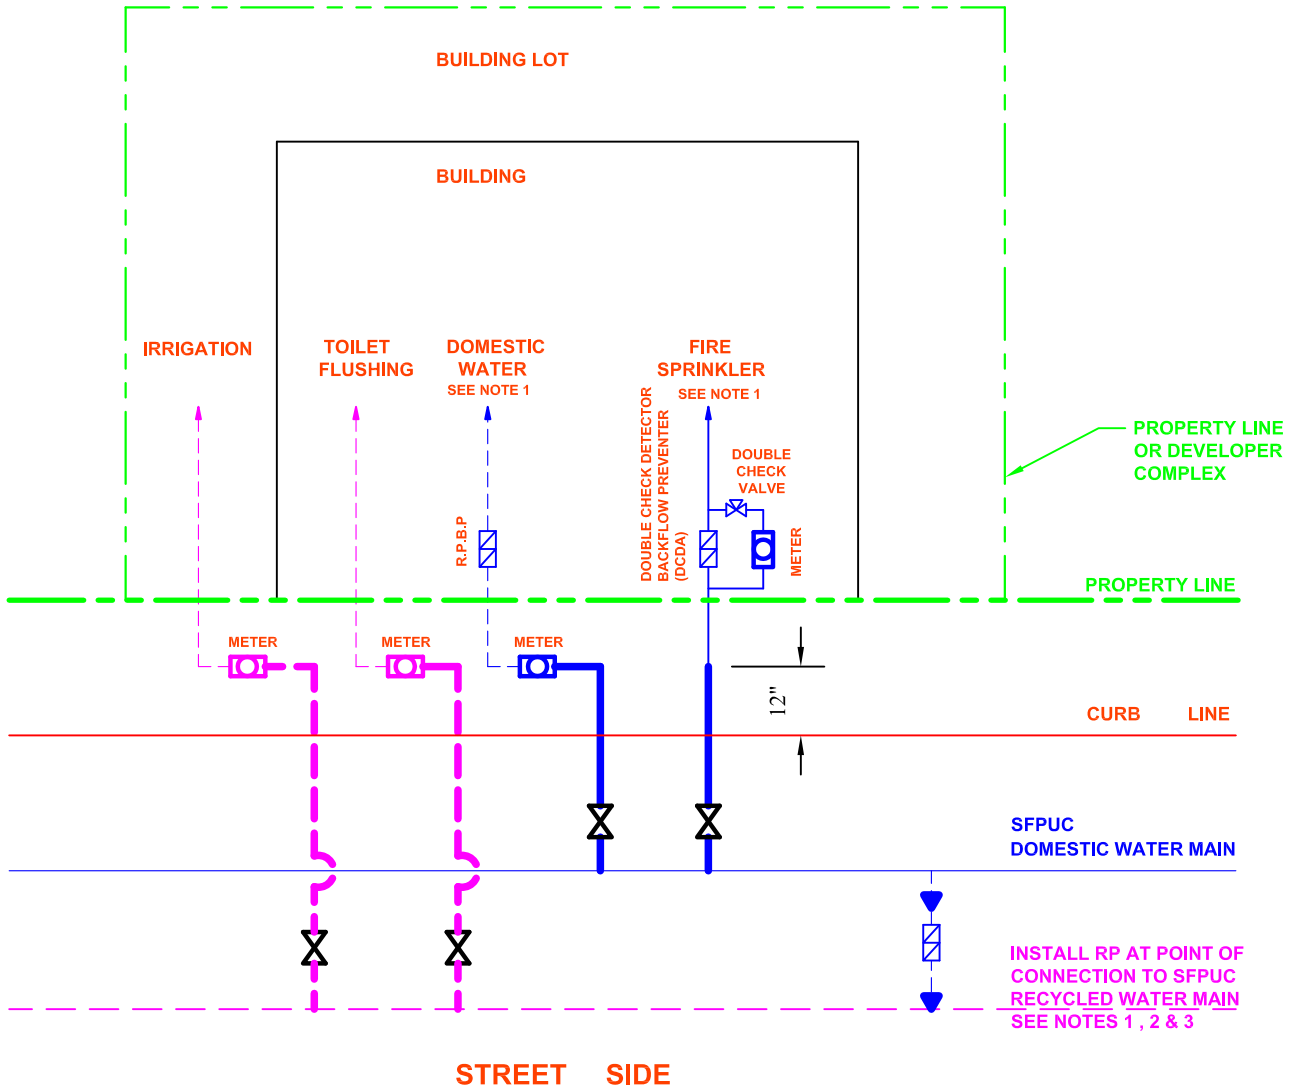 BUILDING LOT
BUILDING
IRRIGATION
TOILET
FLUSHING
DOMESTIC
WATER
SEE NOTE 1
FIRE
SPRINKLER
SEE NOTE 1
DOUBLE CHECK DETECTOR
BACKFLOW PREVENTER
(DCDA)
DOUBLE
CHECK
VALVE
METER
R.P.B.P
PROPERTY LINE
OR DEVELOPER
COMPLEX
PROPERTY LINE
METER
METER
METER
12"
CURB LINE
SFPUC
DOMESTIC WATER MAIN
INSTALL RP AT POINT OF
CONNECTION TO SFPUC
RECYCLED WATER MAIN
SEE NOTES 1 , 2 & 3
STREET SIDE